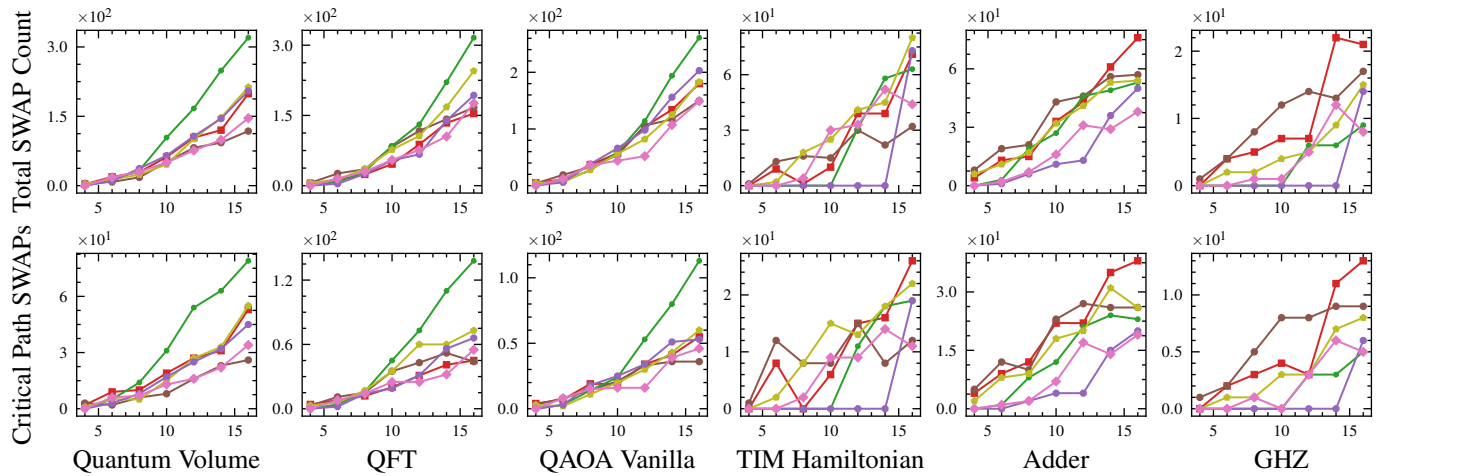 ×10² ×10² ×10² ×10¹ ×10¹ ×10¹
Total SWAP Count
3.0 1.5 0.0
3.0 1.5 0.0
2 1 0
6 3 0
6 3 0
2 1 0
5 10 15 5 10 15 5 10 15 5 10 15 5 10 15 5 10 15
×10¹ ×10² ×10² ×10¹ ×10¹ ×10¹
Critical Path SWAPs
6 3 0
1.2 0.6 0.0
1.0 0.5 0.0
2 1 0
3.0 1.5 0.0
1.0 0.5 0.0
5 10 15 5 10 15 5 10 15 5 10 15 5 10 15 5 10 15
Quantum Volume QFT QAOA Vanilla TIM Hamiltonian Adder GHZ